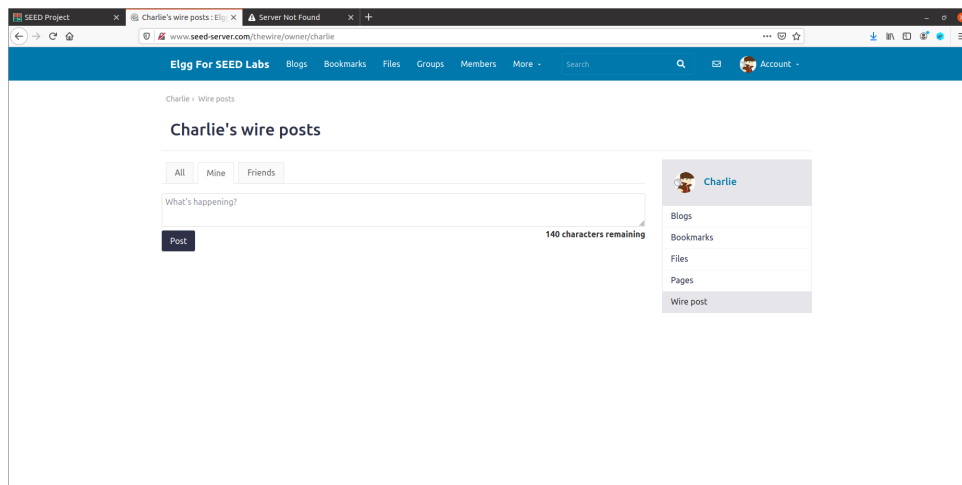 SEED Project
Charlie's wire posts : Elg
Server Not Found
www.seed-server.com/thewire/owner/charlie
Elgg For SEED Labs Blogs Bookmarks Files Groups Members More Search Account
Charlie › Wire posts
Charlie's wire posts
All Mine Friends
What's happening?
140 characters remaining
Post
Charlie
Blogs
Bookmarks
Files
Pages
Wire post